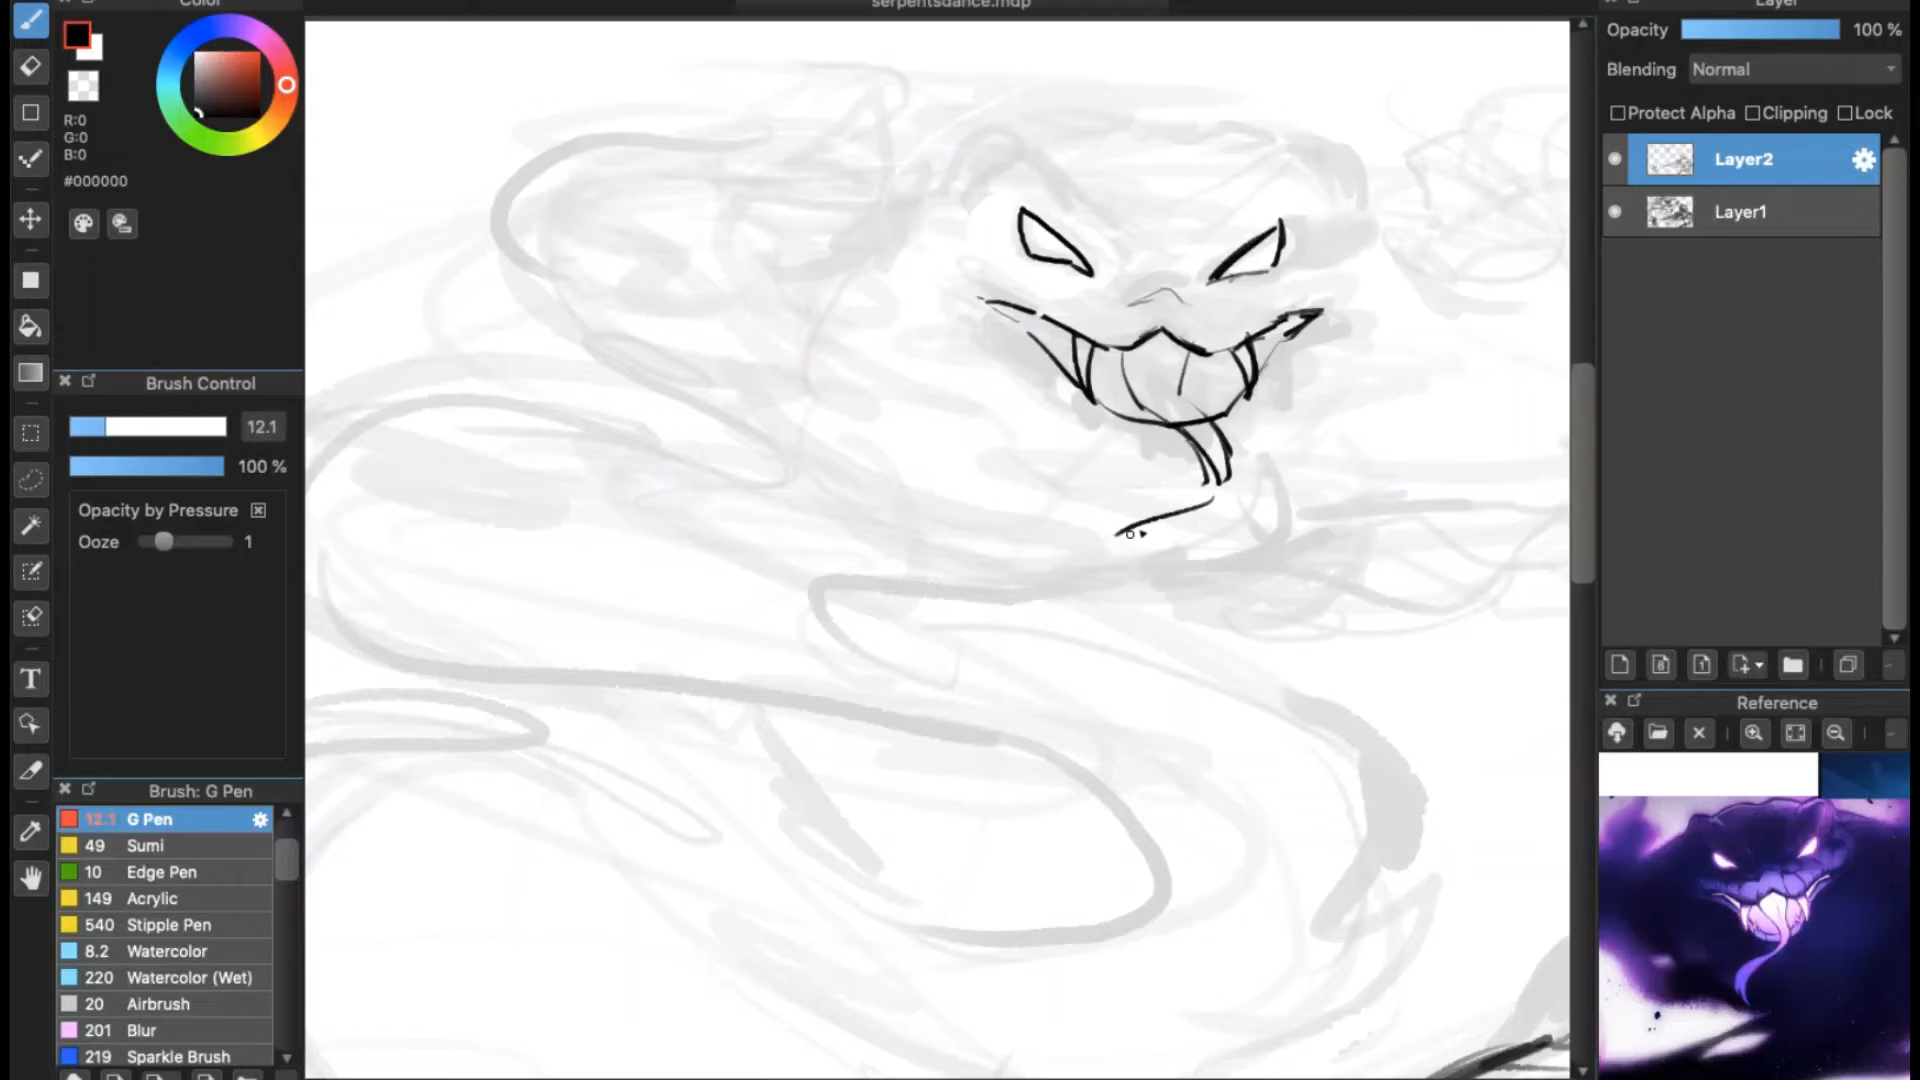 Color
serpentsdance.mdp
Layer
R:0
G:0
B:0
#000000
Brush Control
12.1
100 %
Opacity by Pressure
Ooze 1
Brush: G Pen
12.1 G Pen
49 Sumi
10 Edge Pen
149 Acrylic
540 Stipple Pen
8.2 Watercolor
220 Watercolor (Wet)
20 Airbrush
201 Blur
219 Sparkle Brush
Opacity 100 %
Blending Normal
Protect Alpha Clipping Lock
Layer2
Layer1
8 1
Reference
T